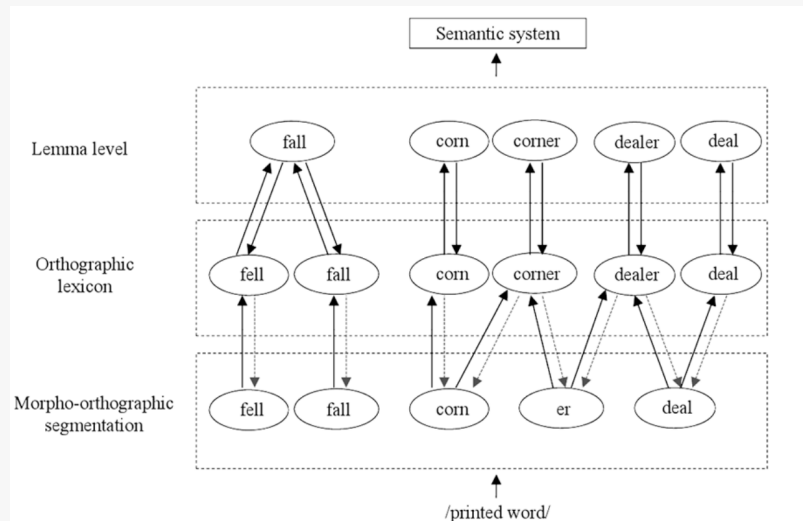 Semantic system
Lemma level
fall corn corner dealer deal
Orthographic
lexicon
fell fall corn corner dealer deal
Morpho-orthographic
segmentation
fell fall corn er deal
/printed word/